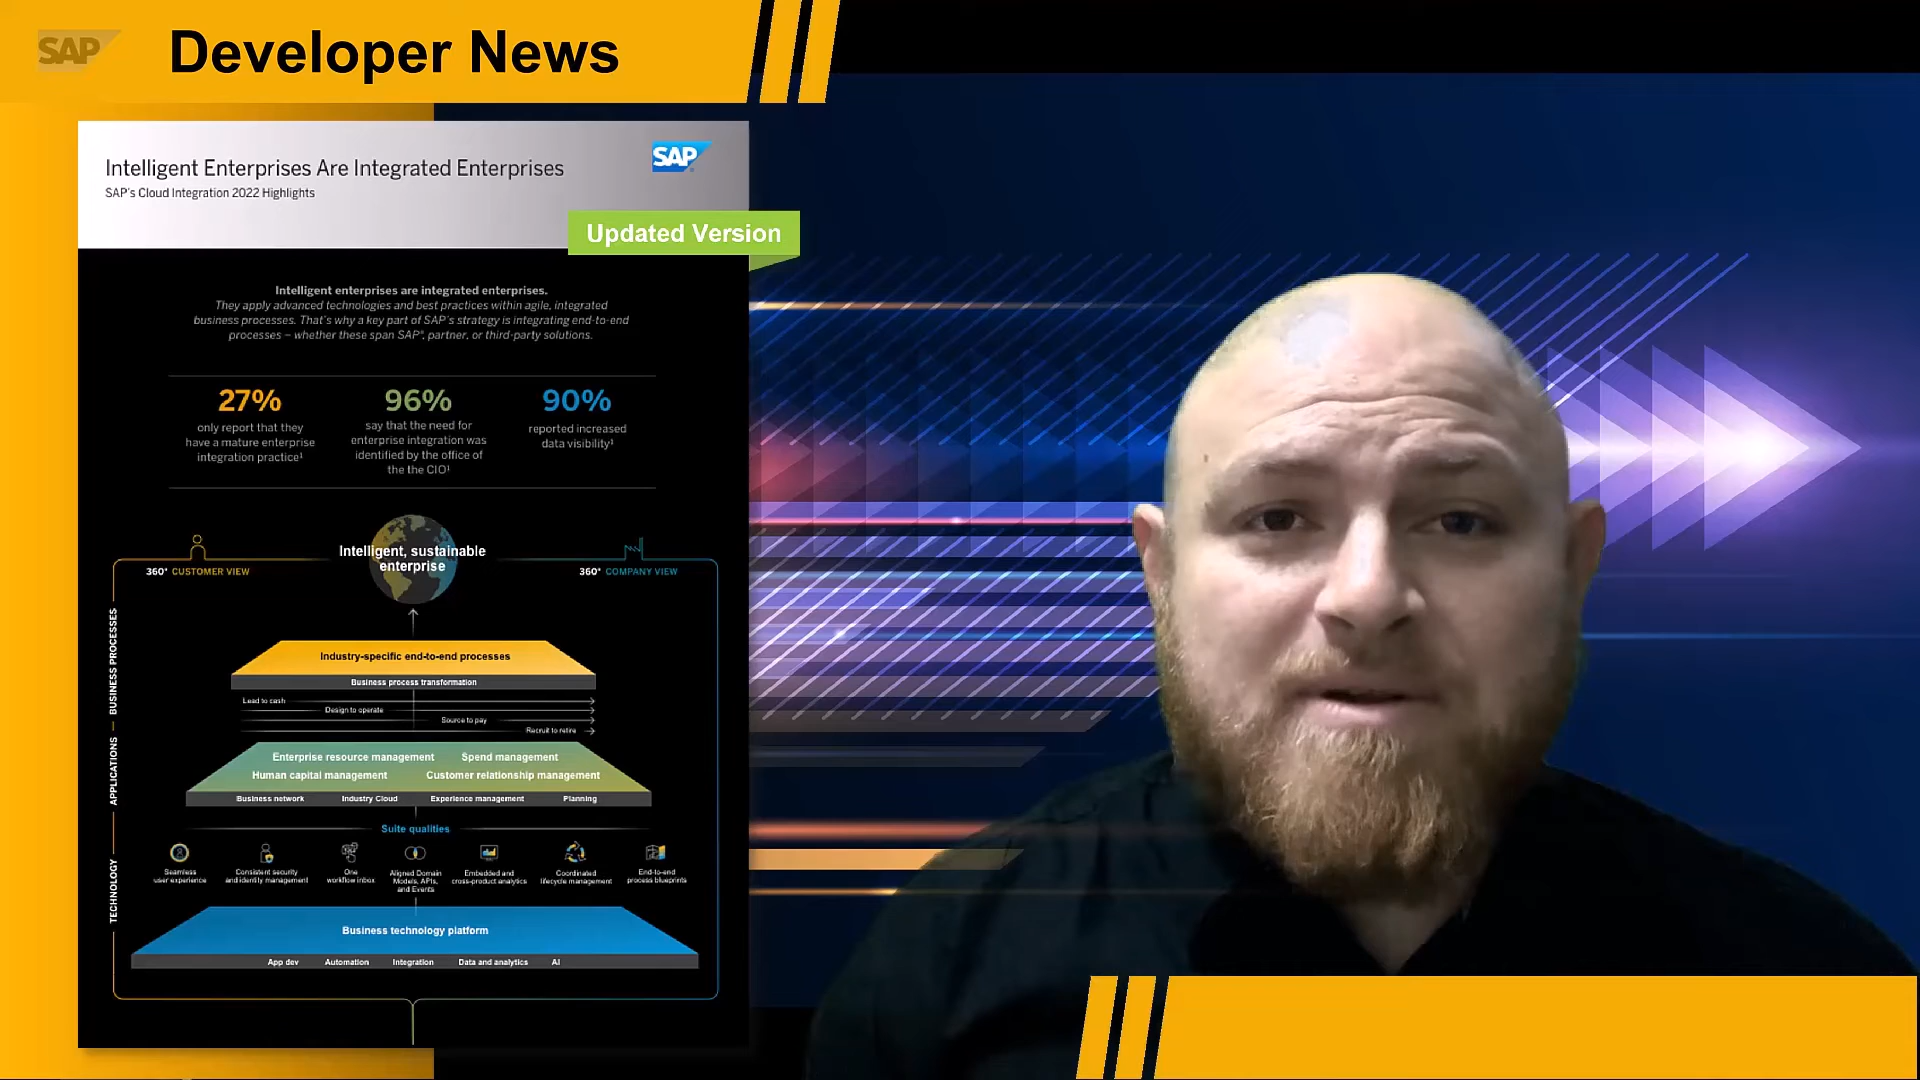 SAP
Developer News
Intelligent Enterprises Are Integrated Enterprises
SAP's Cloud Integration 2022 Highlights
SAP
Updated Version
Intelligent enterprises are integrated enterprises.
They apply advanced technologies and best practices within agile, integrated
business processes. That's why a key part of SAP's strategy is integrating end-to-end
processes – whether these span SAP®, partner, or third-party solutions.
27%
only report that they
have a mature enterprise
integration practice¹
96%
say that the need for
enterprise integration was
identified by the office of
the the CIO¹
90%
reported increased
data visibility¹
Intelligent, sustainable
enterprise
360° CUSTOMER VIEW
360° COMPANY VIEW
BUSINESS PROCESSES
Industry-specific end-to-end processes
Business process transformation
Lead to cash
Design to operate
Source to pay
Recruit to retire
APPLICATIONS
Enterprise resource management Spend management
Human capital management Customer relationship management
Business network Industry Cloud Experience management Planning
Suite qualities
TECHNOLOGY
Seamless
user experience
Consistent security
and identity management
One
workflow inbox
Aligned Domain
Models, APIs,
and Events
Embedded and
cross-product analytics
Coordinated
lifecycle management
End-to-end
process blueprints
Business technology platform
App dev Automation Integration Data and analytics AI